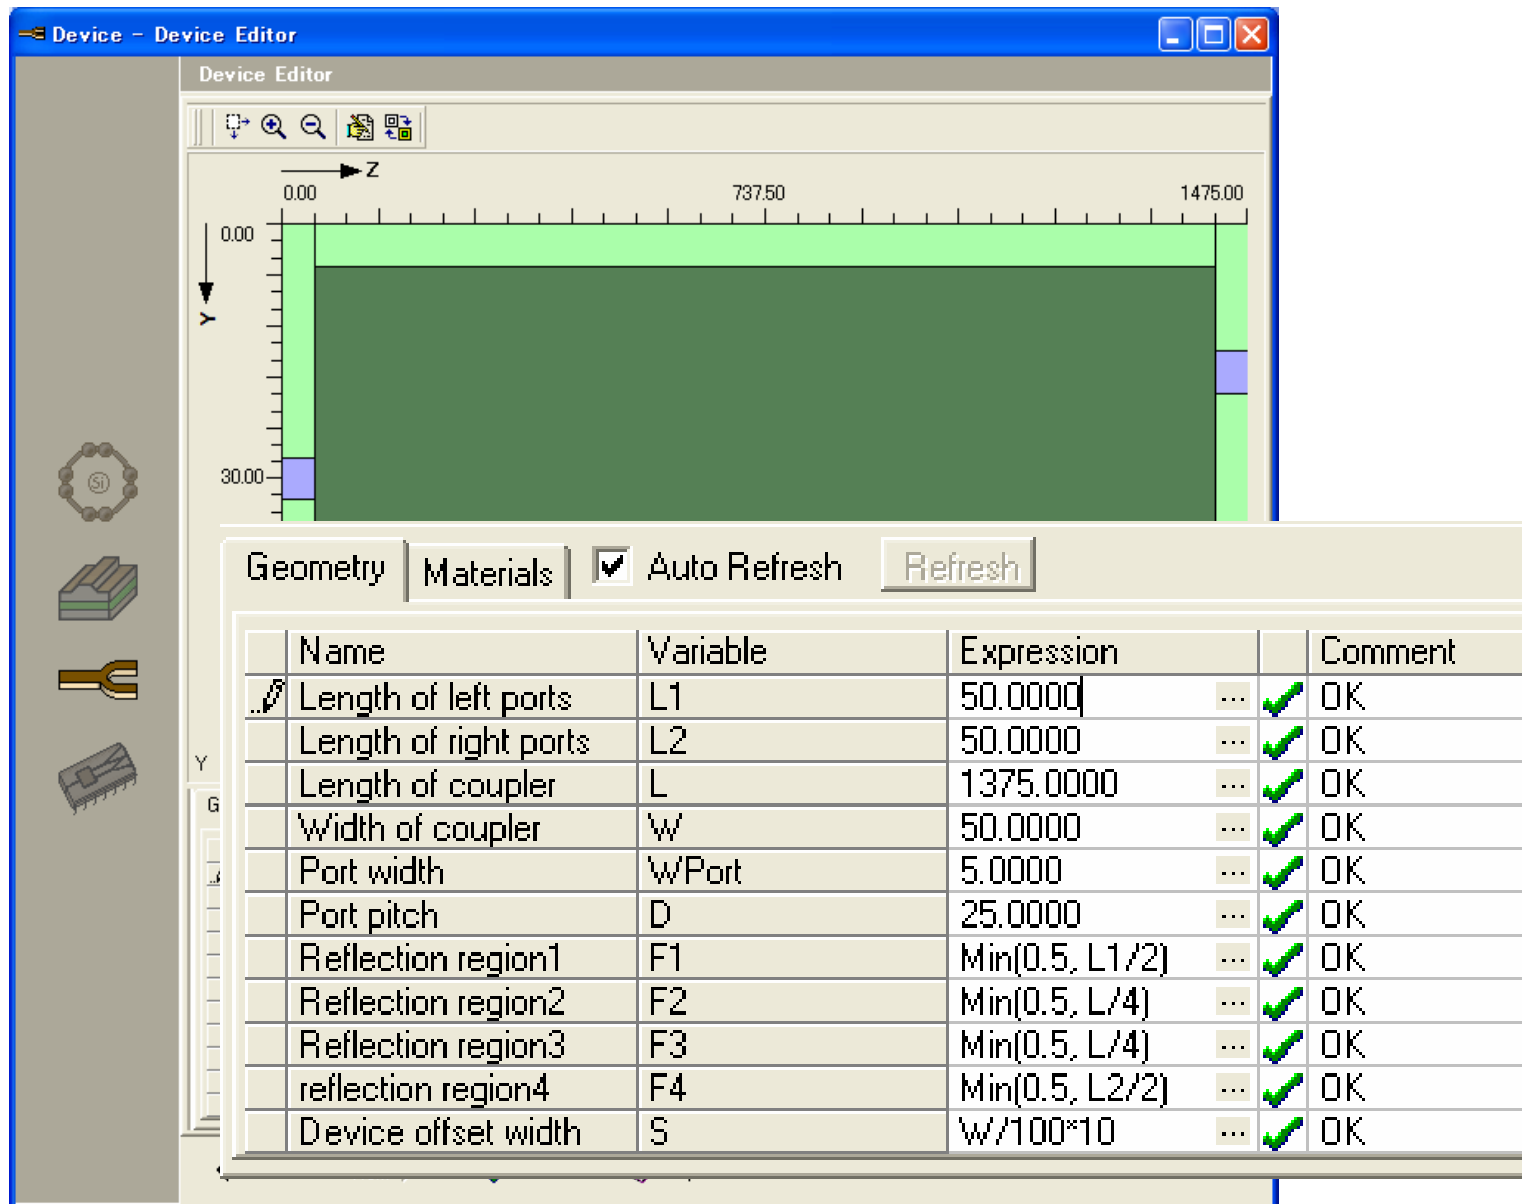 Device - Device Editor
Device Editor
Z
0.00 737.50 1475.00
0.00
Y
30.00
Y
G
Geometry Materials Auto Refresh Refresh
Name Variable Expression Comment
Length of left ports L1 50.0000 ... OK
Length of right ports L2 50.0000 ... OK
Length of coupler L 1375.0000 ... OK
Width of coupler W 50.0000 ... OK
Port width WPort 5.0000 ... OK
Port pitch D 25.0000 ... OK
Reflection region1 F1 Min(0.5, L1/2) ... OK
Reflection region2 F2 Min(0.5, L/4) ... OK
Reflection region3 F3 Min(0.5, L/4) ... OK
reflection region4 F4 Min(0.5, L2/2) ... OK
Device offset width S W/100*10 ... OK
Si